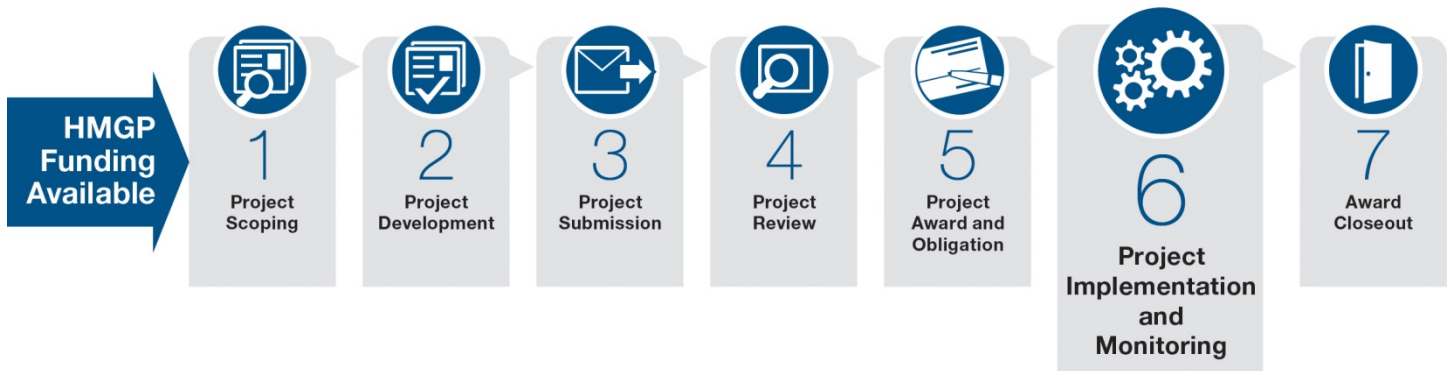 HMGP
Funding
Available
1
Project
Scoping
2
Project
Development
3
Project
Submission
4
Project
Review
5
Project
Award and
Obligation
6
Project
Implementation
and
Monitoring
7
Award
Closeout